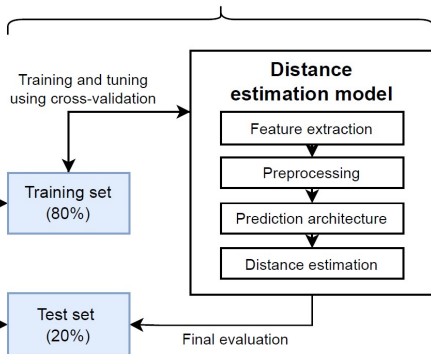 Training and tuning
using cross-validation
Distance
estimation model
Feature extraction
Preprocessing
Prediction architecture
Distance estimation
Training set
(80%)
Test set
(20%)
Final evaluation